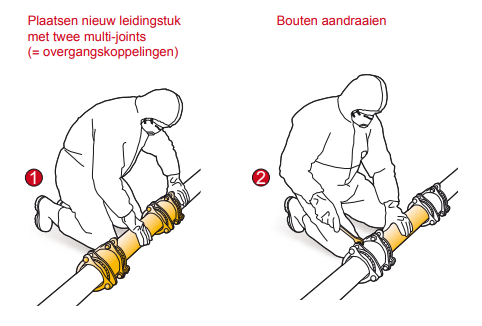 Plaatsen nieuw leidingstuk
met twee multi-joints
(= overgangskoppelingen)
Bouten aandraaien
1
2